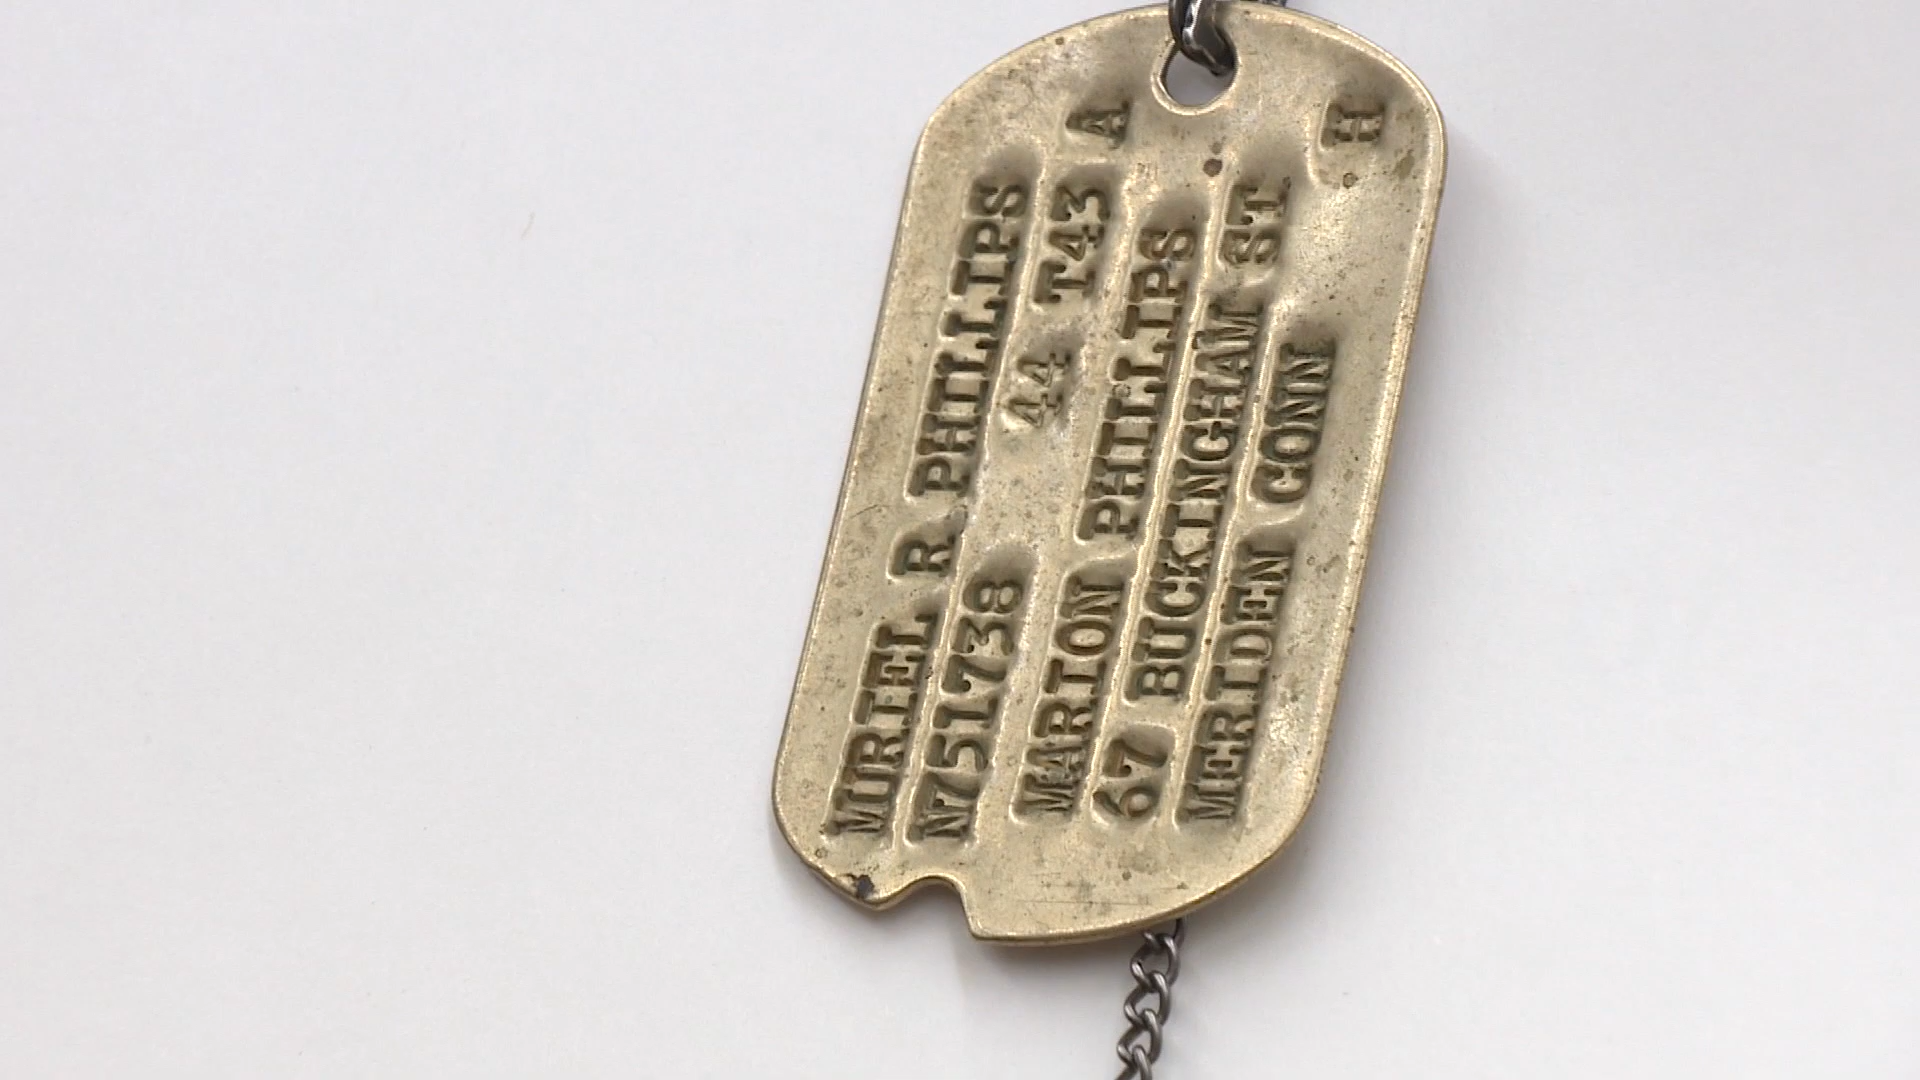 MURIEL R PHILLIPS
N751738 44 T43 A
MARION PHILLIPS
67 BUCKINGHAM ST
MERIDEN CONN
H